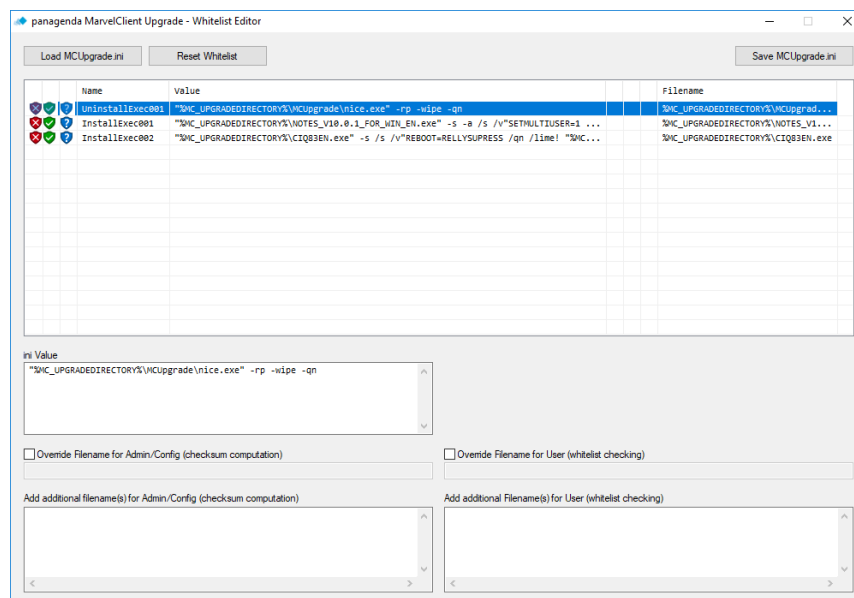 panagenda MarvelClient Upgrade - Whitelist Editor
Load MCUpgrade.ini Reset Whitelist Save MCUpgrade.ini
Name Value Filename
UninstallExec001 "%MC_UPGRADEDIRECTORY%\MCUpgrade\nice.exe" -rp -wipe -qn %MC_UPGRADEDIRECTORY%\MCUpgrad...
InstallExec001 "%MC_UPGRADEDIRECTORY%\NOTES_V10.0.1_FOR_WIN_EN.exe" -s -a /s /v"SETMULTIUSER=1 ... %MC_UPGRADEDIRECTORY%\NOTES_V1...
InstallExec002 "%MC_UPGRADEDIRECTORY%\CIQ83EN.exe" -s /s /v"REBOOT=RELLYSUPRESS /qn /lime! "%MC... %MC_UPGRADEDIRECTORY%\CIQ83EN.exe
ini Value
"%MC_UPGRADEDIRECTORY%\MCUpgrade\nice.exe" -rp -wipe -qn
Override Filename for Admin/Config (checksum computation) Override Filename for User (whitelist checking)
Add additional filename(s) for Admin/Config (checksum computation) Add additional Filename(s) for User (whitelist checking)